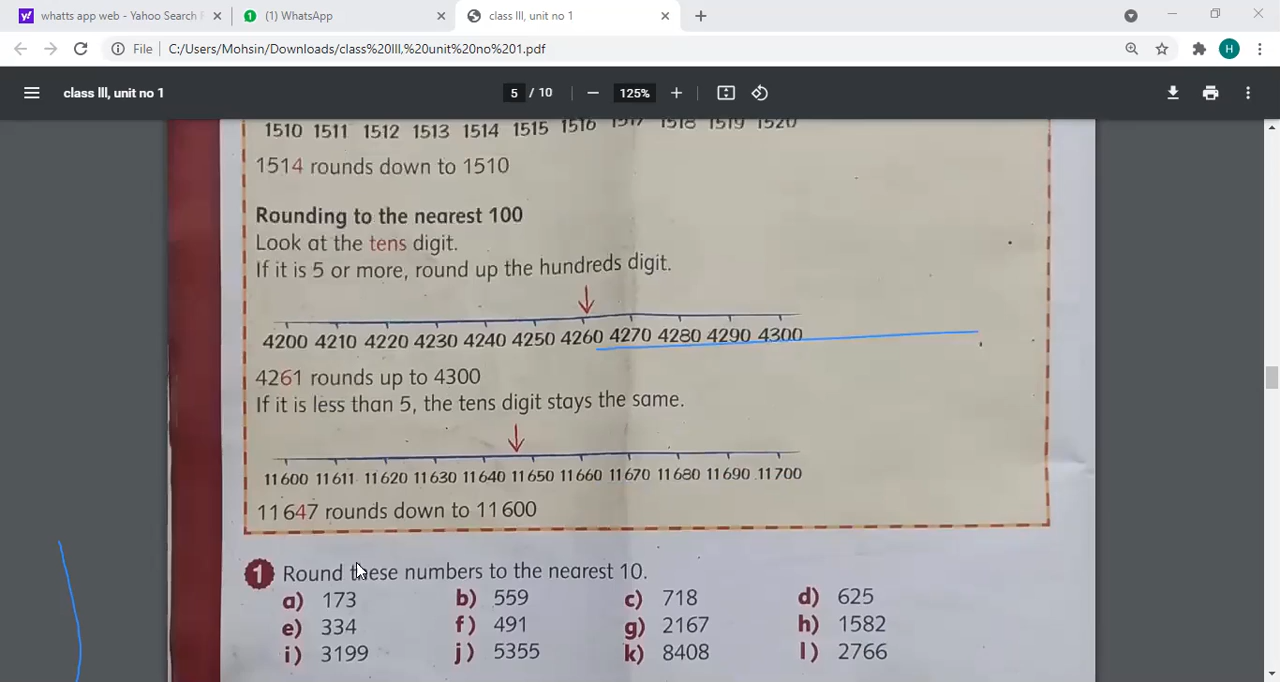 whatts app web - Yahoo Search
(1) WhatsApp
class III, unit no 1
File C:/Users/Mohsin/Downloads/class%20III,%20unit%20no%201.pdf
H
class III, unit no 1
5 / 10
125%
1510 1511 1512 1513 1514 1515 1516 1517 1518 1519 1520
1514 rounds down to 1510
Rounding to the nearest 100
Look at the tens digit.
If it is 5 or more, round up the hundreds digit.
4200 4210 4220 4230 4240 4250 4260 4270 4280 4290 4300
4261 rounds up to 4300
If it is less than 5, the tens digit stays the same.
11 600 11 611 11 620 11 630 11 640 11 650 11 660 11 670 11 680 11 690 11 700
11 647 rounds down to 11 600
1 Round these numbers to the nearest 10.
a) 173 b) 559 c) 718 d) 625
e) 334 f) 491 g) 2167 h) 1582
i) 3199 j) 5355 k) 8408 l) 2766